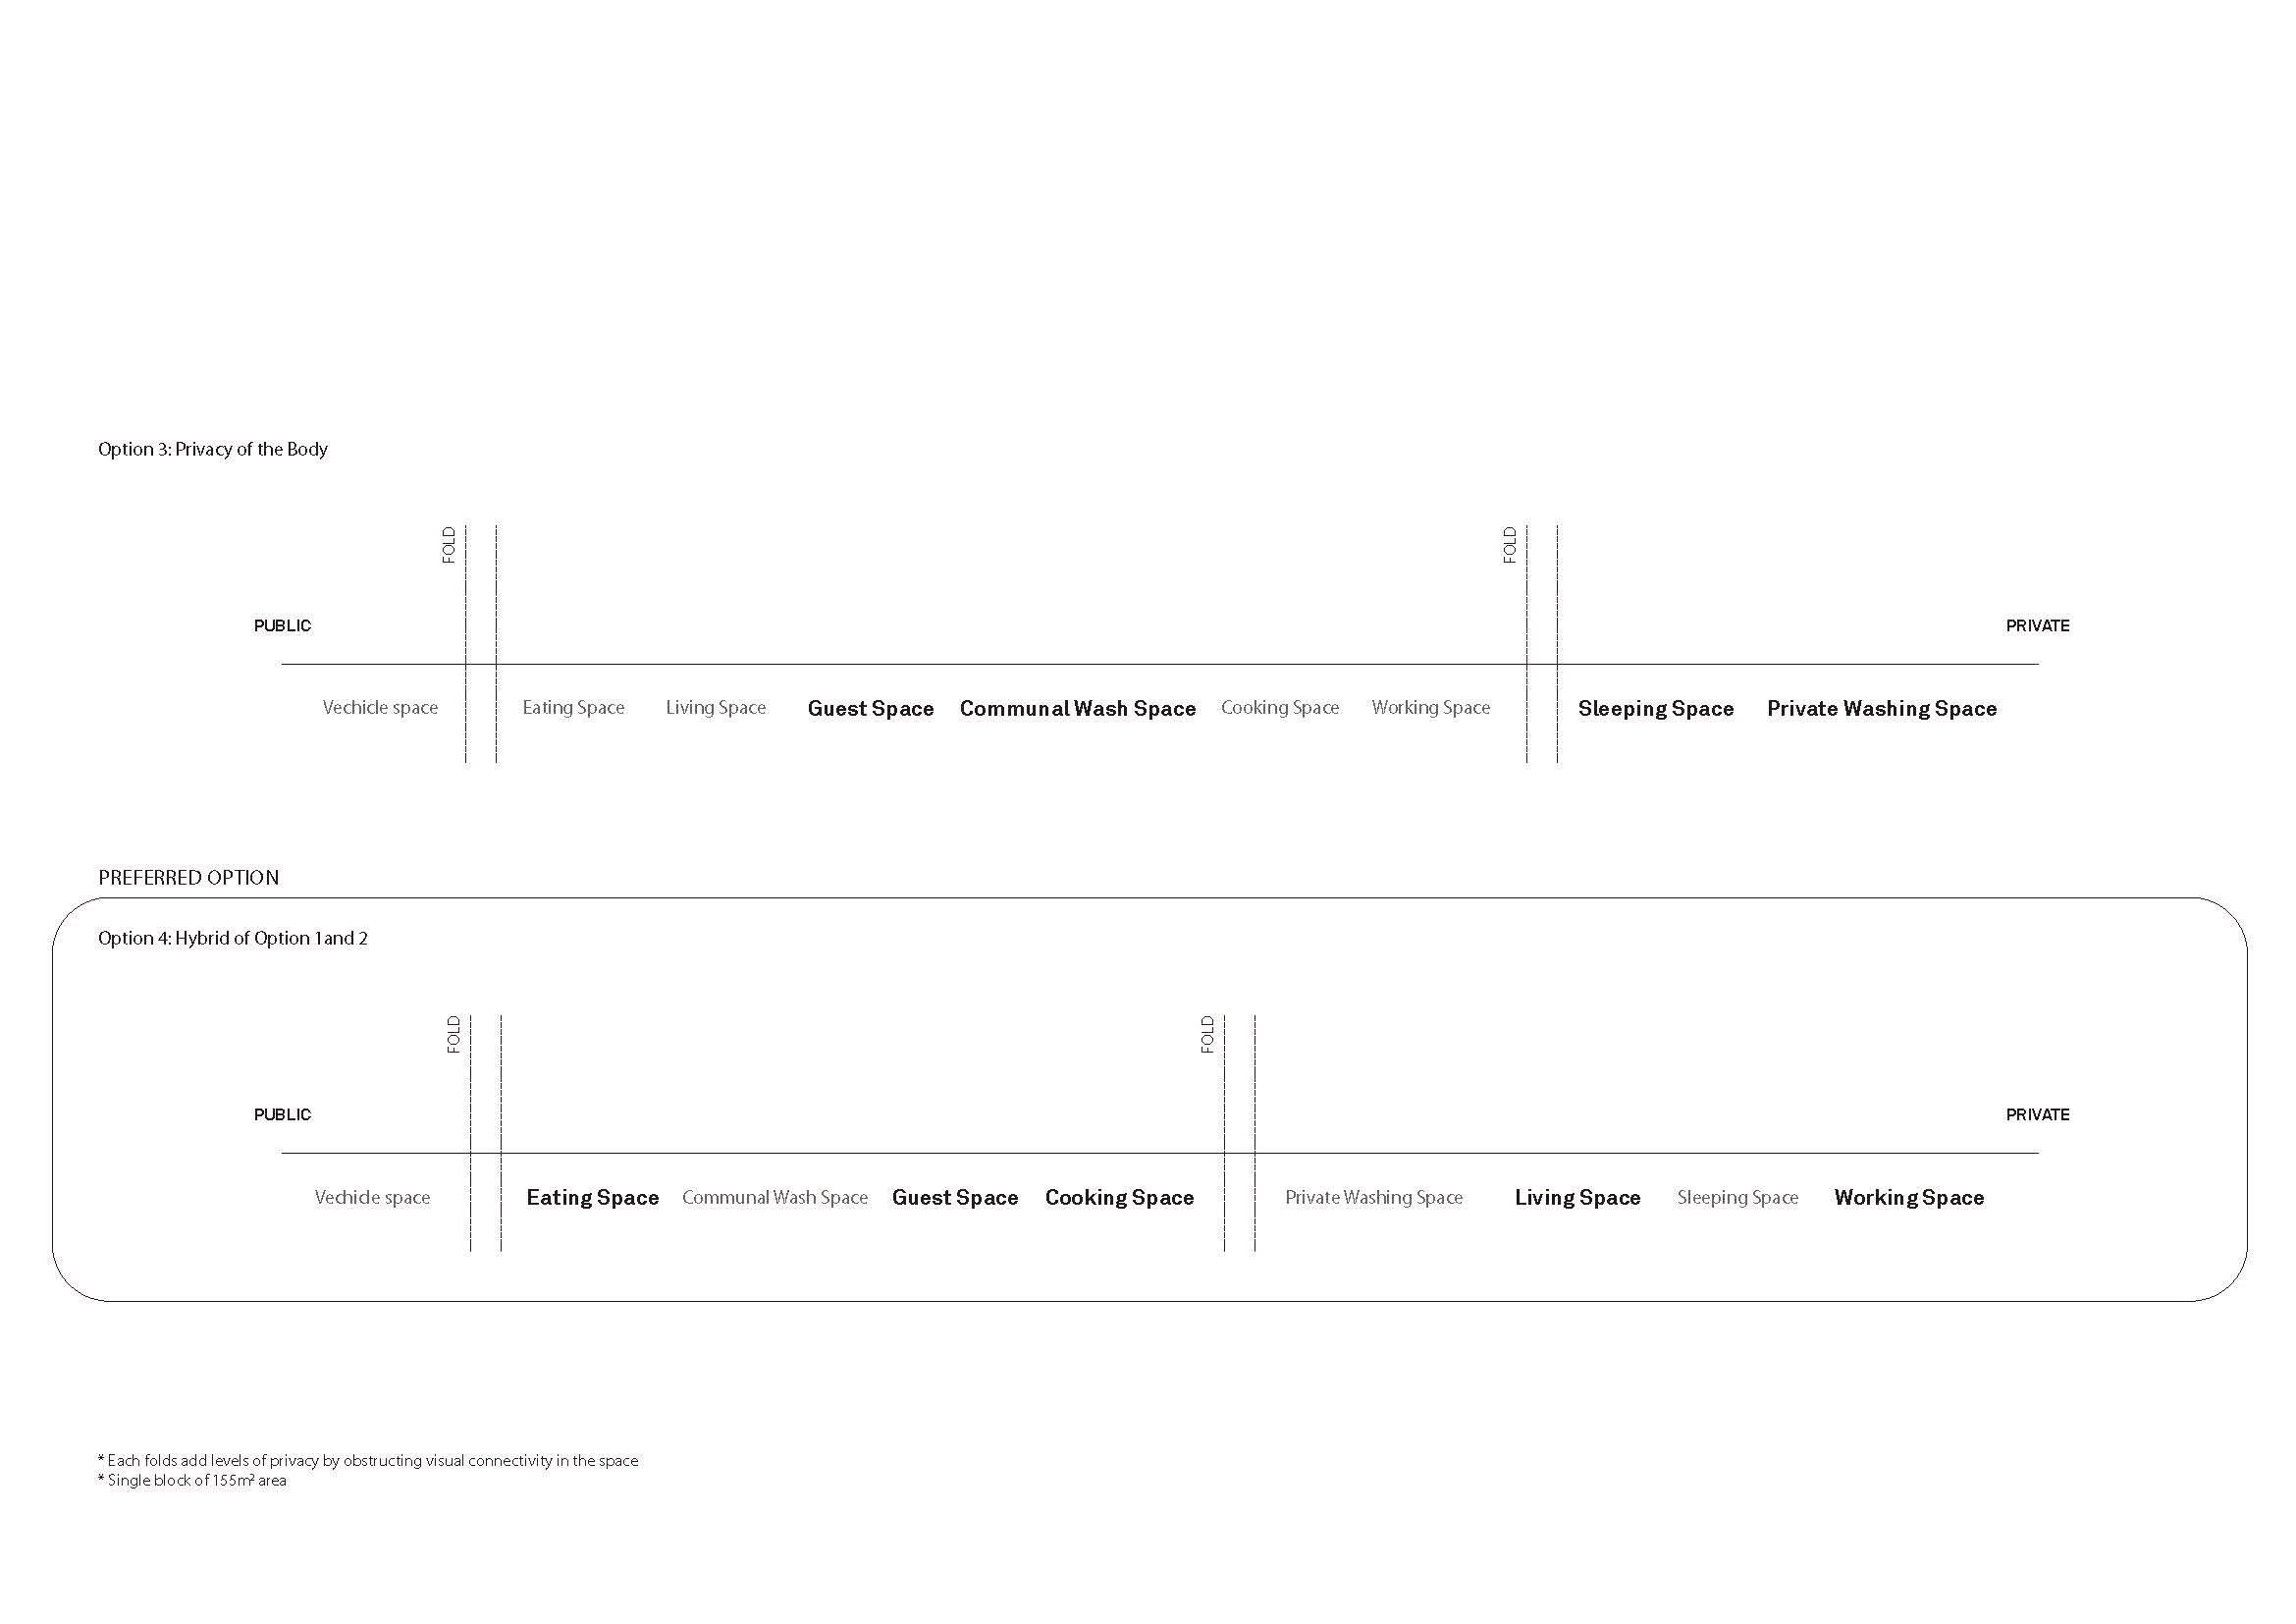 Option 3: Privacy of the Body
FOLD
FOLD
PUBLIC
PRIVATE
Vechicle space
Eating Space
Living Space
Guest Space
Communal Wash Space
Cooking Space
Working Space
Sleeping Space
Private Washing Space
PREFERRED OPTION
Option 4: Hybrid of Option 1and 2
FOLD
FOLD
PUBLIC
PRIVATE
Vechicle space
Eating Space
Communal Wash Space
Guest Space
Cooking Space
Private Washing Space
Living Space
Sleeping Space
Working Space
* Each folds add levels of privacy by obstructing visual connectivity in the space
* Single block of 155m² area